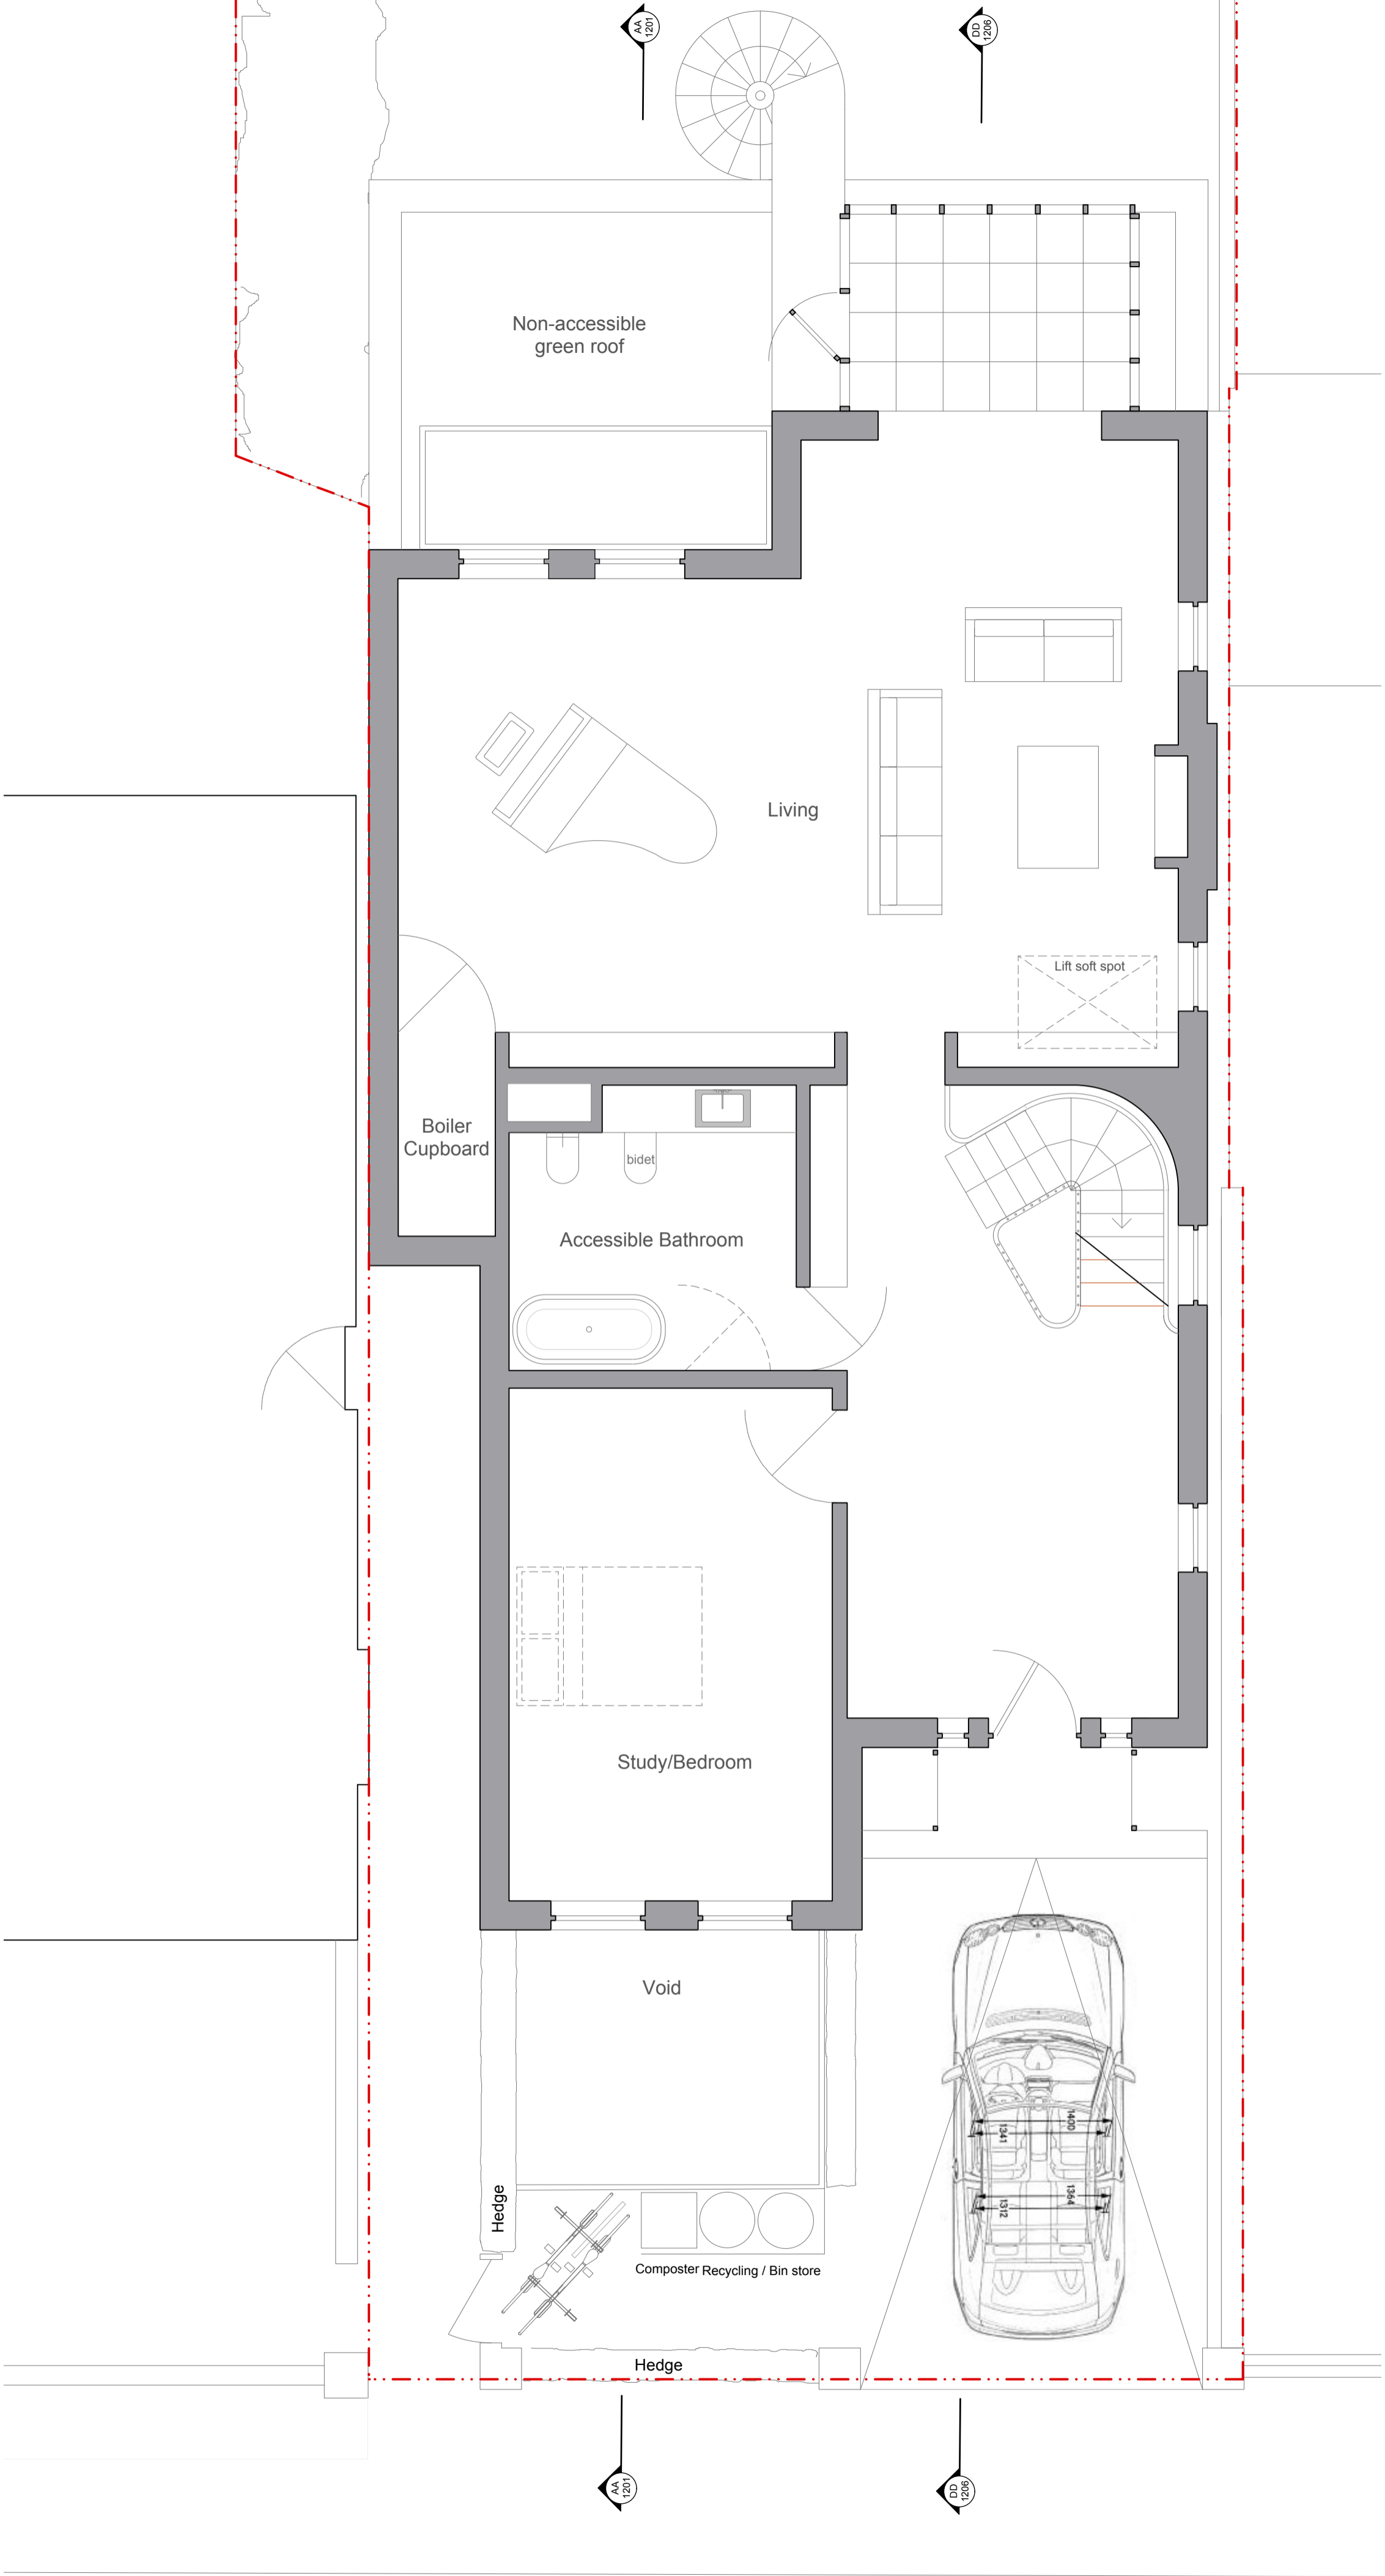 AA
1201
DD
1206
Non-accessible
green roof
Living
Lift soft spot
Boiler
Cupboard
bidet
Accessible Bathroom
Study/Bedroom
Void
1400
1341
1364
1312
Hedge
Composter Recycling / Bin store
Hedge
AA
1201
DD
1206